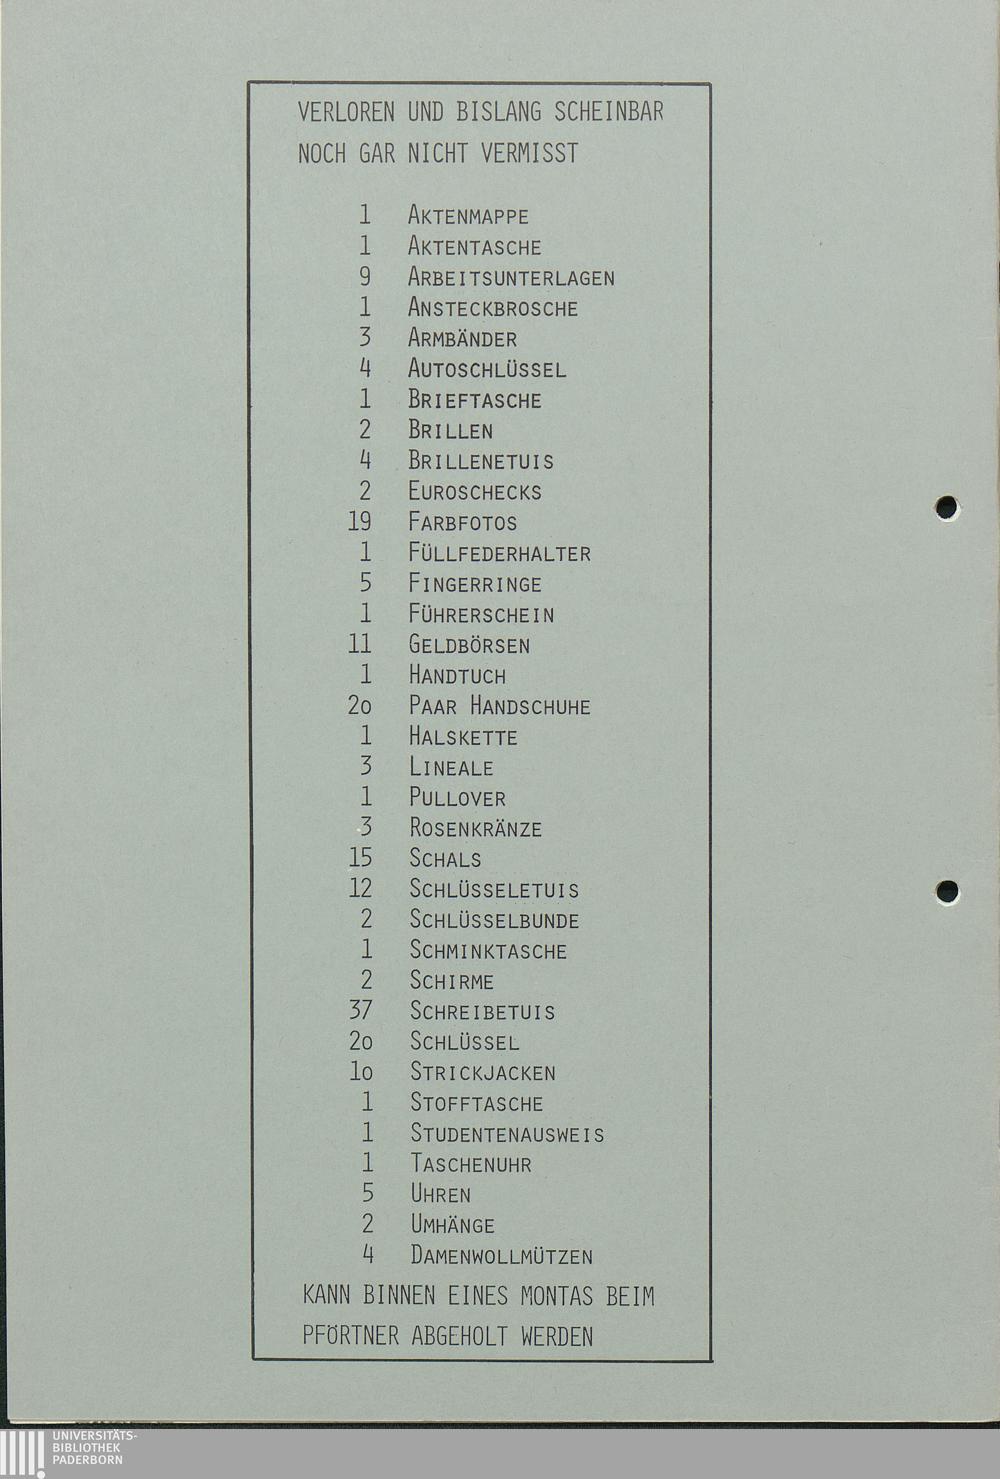 VERLOREN UND BISLANG SCHEINBAR
NOCH GAR NICHT VERMISST
1 AKTENMAPPE
1 AKTENTASCHE
9 ARBEITSUNTERLAGEN
1 ANSTECKBROSCHE
3 ARMBÄNDER
4 AUTOSCHLÜSSEL
1 BRIEFTASCHE
2 BRILLEN
4 BRILLENETUIS
2 EUROSCHECKS
19 FARBFOTOS
1 FÜLLFEDERHALTER
5 FINGERRINGE
1 FÜHRERSCHEIN
11 GELDBÖRSEN
1 HANDTUCH
2o PAAR HANDSCHUHE
1 HALSKETTE
3 LINEALE
1 PULLOVER
3 ROSENKRÄNZE
15 SCHALS
12 SCHLÜSSELETUIS
2 SCHLÜSSELBUNDE
1 SCHMINKTASCHE
2 SCHIRME
37 SCHREIBETUIS
2o SCHLÜSSEL
1o STRICKJACKEN
1 STOFFTASCHE
1 STUDENTENAUSWEIS
1 TASCHENUHR
5 UHREN
2 UMHÄNGE
4 DAMENWOLLMÜTZEN
KANN BINNEN EINES MONTAS BEIM
PFÖRTNER ABGEHOLT WERDEN
UNIVERSITÄTS-
BIBLIOTHEK
PADERBORN